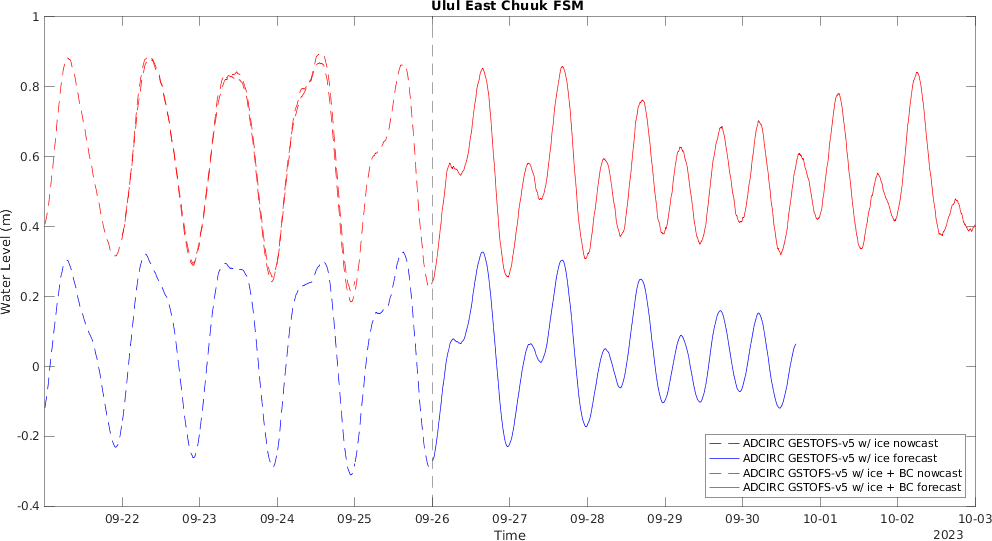 Ulul East Chuuk FSM
1
0.8
0.6
0.4
0.2
0
-0.2
-0.4
Water Level (m)
09-22 09-23 09-24 09-25 09-26 09-27 09-28 09-29 09-30 10-01 10-02 10-03
Time
2023
ADCIRC GESTOFS-v5 w/ ice nowcast
ADCIRC GESTOFS-v5 w/ ice forecast
ADCIRC GSTOFS-v5 w/ ice + BC nowcast
ADCIRC GSTOFS-v5 w/ ice + BC forecast